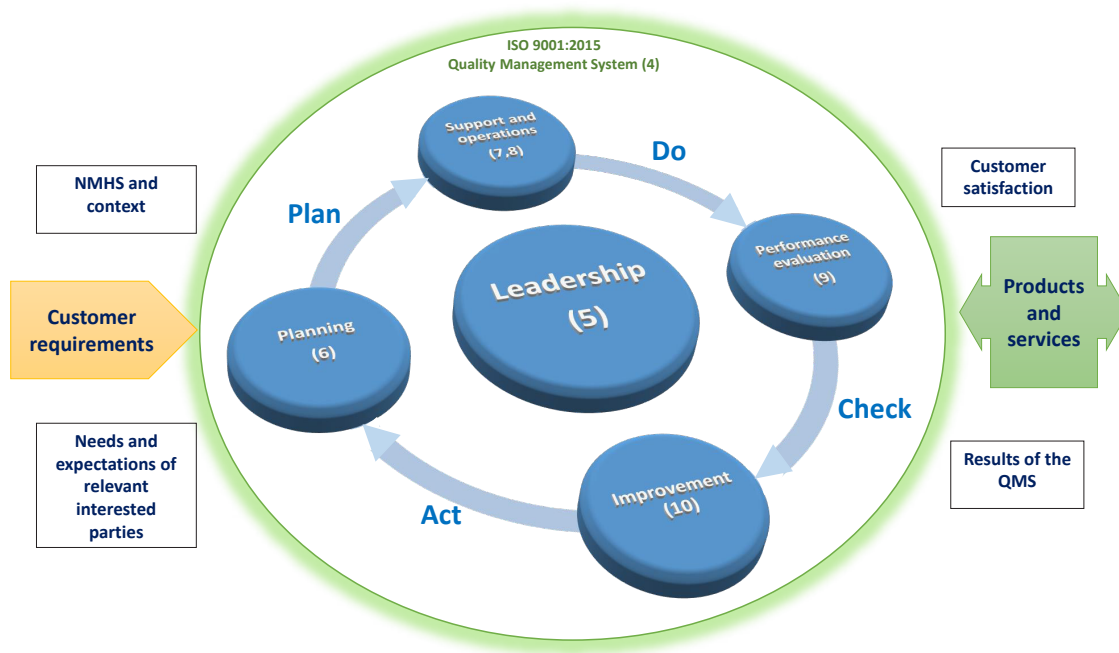 ISO 9001:2015
Quality Management System (4)
Support and
operations
(7,8)
Do
Plan
Performance
evaluation
(9)
Leadership
(5)
Planning
(6)
Check
Improvement
(10)
Act
NMHS and
context
Customer
requirements
Needs and
expectations of
relevant
interested
parties
Customer
satisfaction
Products
and
services
Results of the
QMS